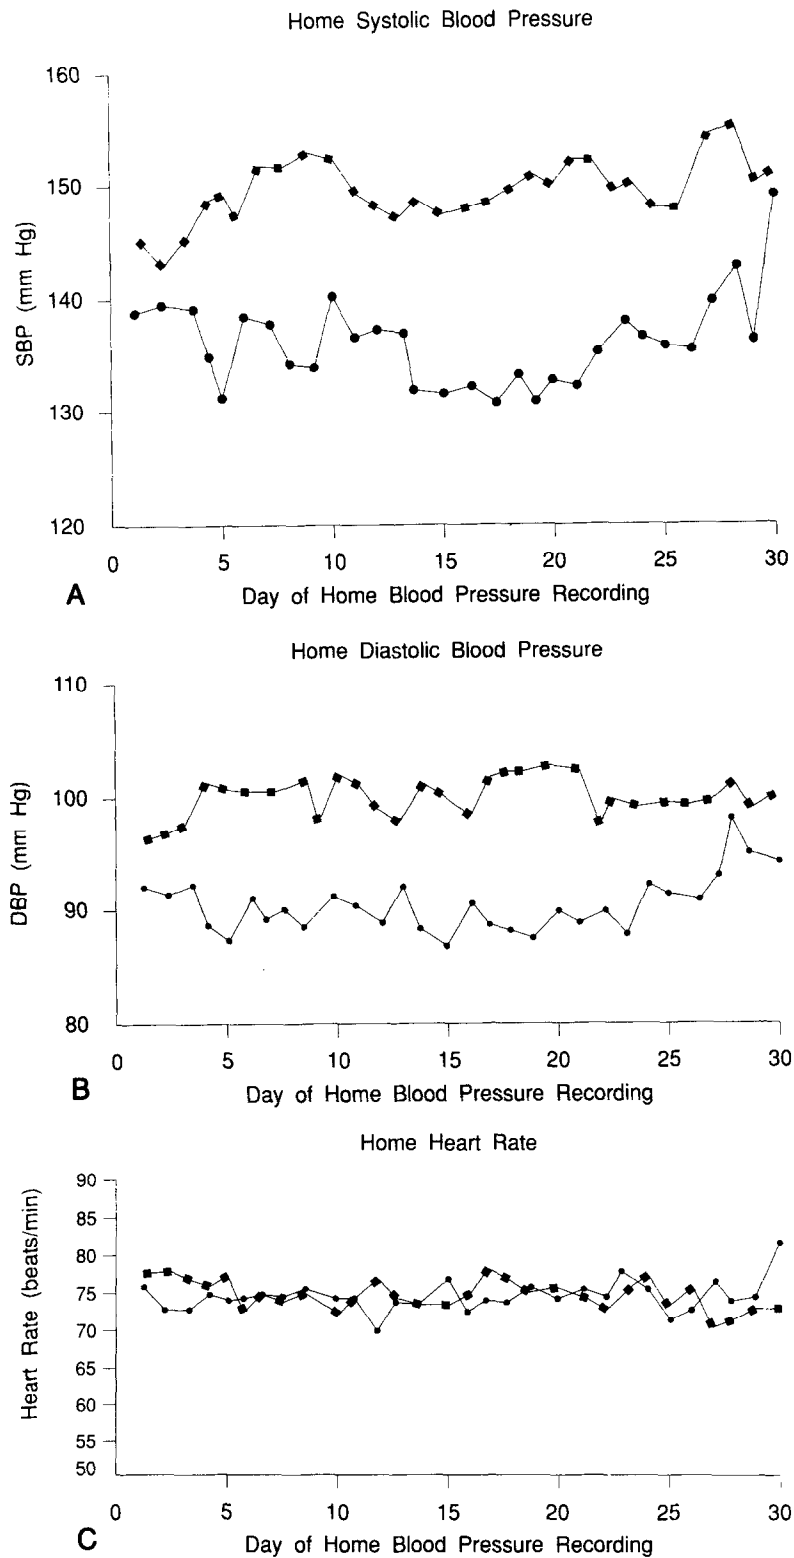 Home Systolic Blood Pressure
160
150
140
130
120
SBP (mm Hg)
0 5 10 15 20 25 30
A Day of Home Blood Pressure Recording
Home Diastolic Blood Pressure
110
100
90
80
DBP (mm Hg)
0 5 10 15 20 25 30
B Day of Home Blood Pressure Recording
Home Heart Rate
90
85
80
75
70
65
60
55
50
Heart Rate (beats/min)
0 5 10 15 20 25 30
C Day of Home Blood Pressure Recording